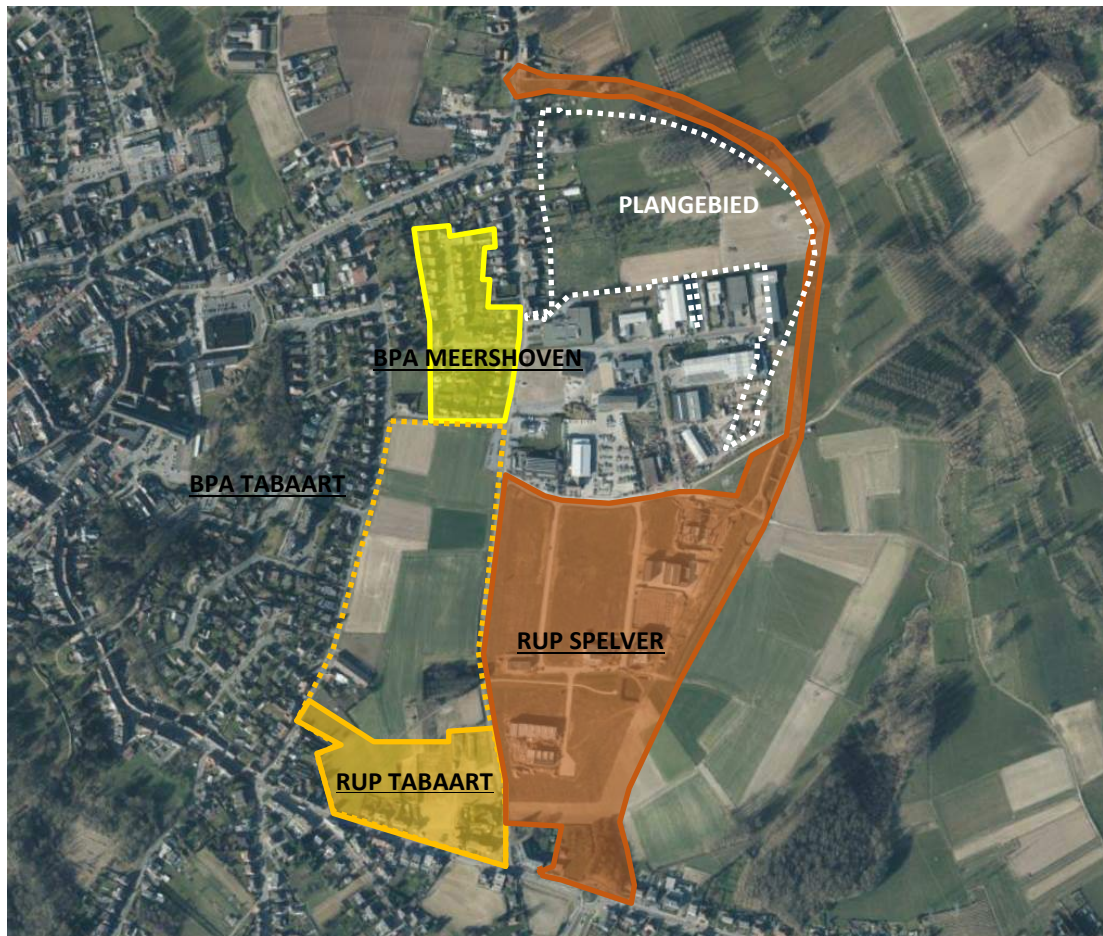 PLANGEBIED
BPA MEERSHOVEN
BPA TABAART
RUP SPELVER
RUP TABAART